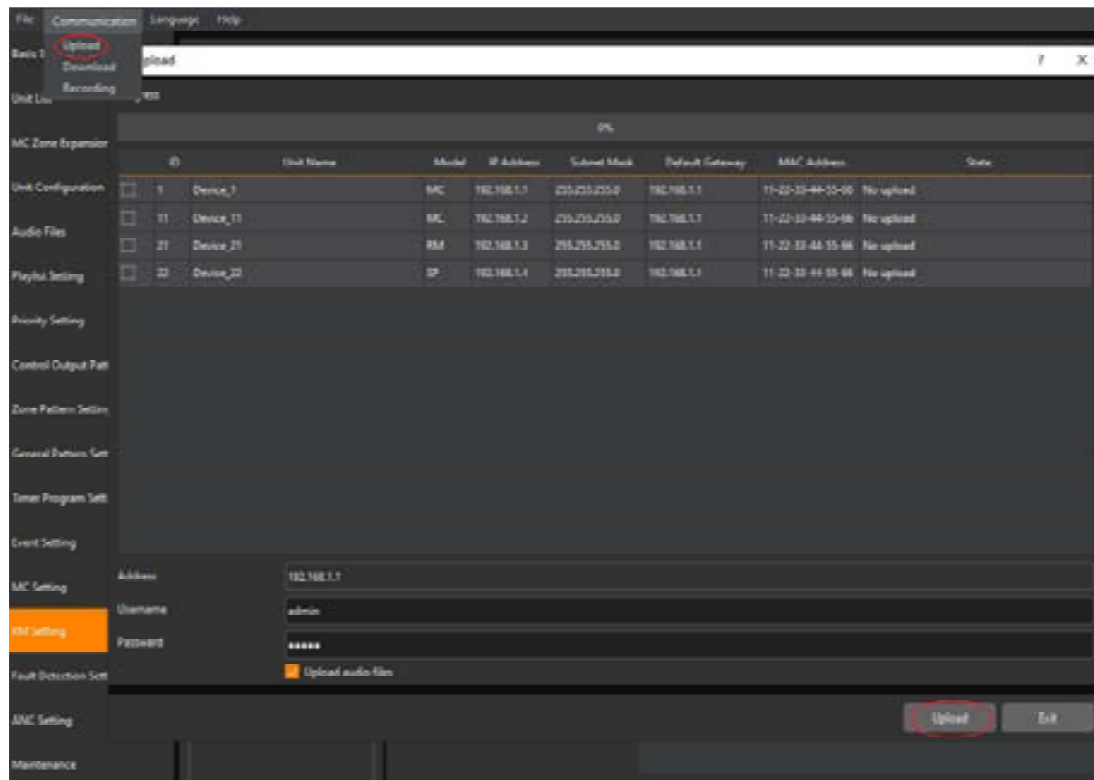 File Communication Language Help
Upload
Download
Recording
Basic
Unit List
MC Zone Expansion
Unit Configuration
Audio Files
Playlist Setting
Priority Setting
Control Output Patt
Zone Pattern Setting
General Pattern Sett
Timer Program Setti
Event Setting
MC Setting
RM Setting
Fault Detection Sett
ANC Setting
Maintenance
pload ? X
ess
0%
ID Unit Name Model IP Address Subnet Mask Default Gateway MAC Address State
1 Device_1 MC 192.168.1.1 255.255.255.0 192.168.1.1 11-22-33-44-55-66 No upload
11 Device_11 MC 192.168.1.2 255.255.255.0 192.168.1.1 11-22-33-44-55-66 No upload
21 Device_21 RM 192.168.1.3 255.255.255.0 192.168.1.1 11-22-33-44-55-66 No upload
22 Device_22 SP 192.168.1.4 255.255.255.0 192.168.1.1 11-22-33-44-55-66 No upload
Address 192.168.1.1
Username admin
Password •••••
Upload audio files
Upload Exit